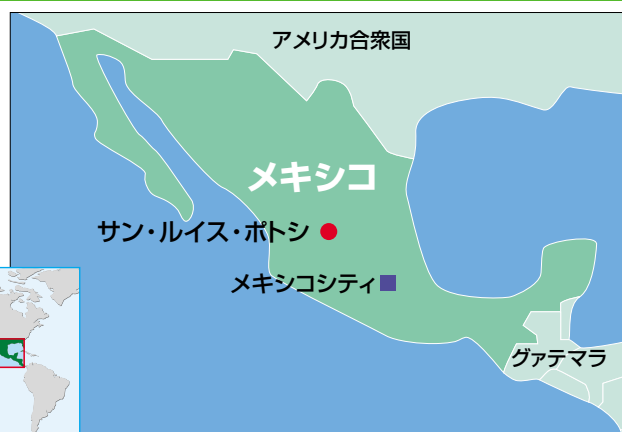 アメリカ合衆国
メキシコ
サン・ルイス・ポトシ
メキシコシティ
グァテマラ